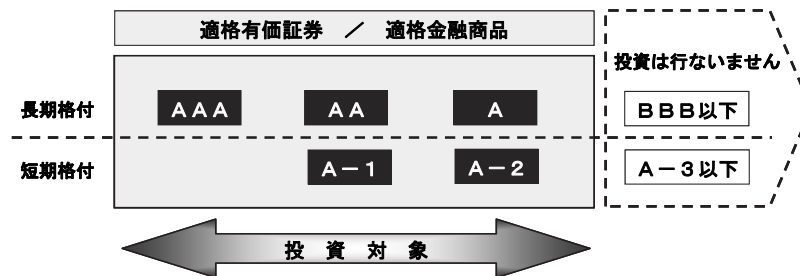 適格有価証券 ／ 適格金融商品
投資は行ないません
長期格付
ＡＡＡ
ＡＡ
Ａ
ＢＢＢ以下
短期格付
Ａ－１
Ａ－２
Ａ－３以下
投資対象